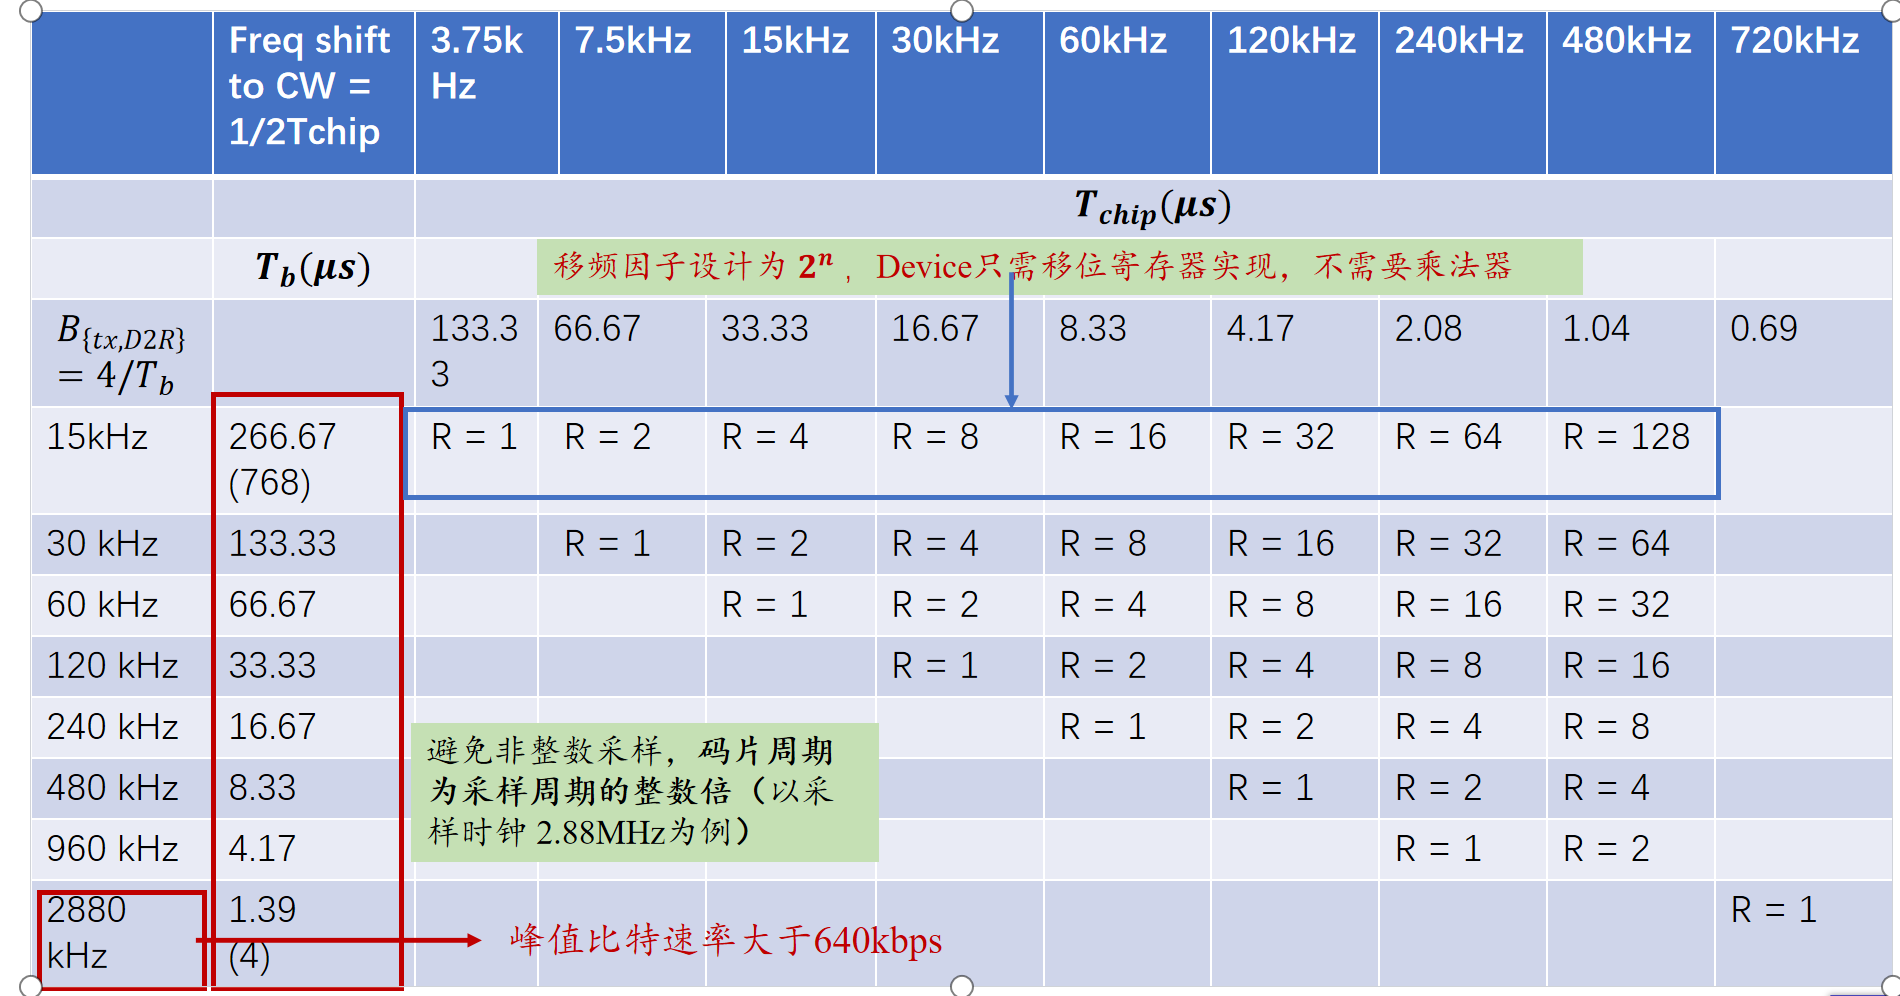 Freq shift to CW = 1/2Tchip 3.75kHz 7.5kHz 15kHz 30kHz 60kHz 120kHz 240kHz 480kHz 720kHz
T_chip(μs)
T_b(μs)
移频因子设计为 2ⁿ ，Device只需移位寄存器实现，不需要乘法器
B_{tx,D2R} = 4/T_b 133.33 66.67 33.33 16.67 8.33 4.17 2.08 1.04 0.69
15kHz 266.67 (768) R = 1 R = 2 R = 4 R = 8 R = 16 R = 32 R = 64 R = 128
30 kHz 133.33 R = 1 R = 2 R = 4 R = 8 R = 16 R = 32 R = 64
60 kHz 66.67 R = 1 R = 2 R = 4 R = 8 R = 16 R = 32
120 kHz 33.33 R = 1 R = 2 R = 4 R = 8 R = 16
240 kHz 16.67 R = 1 R = 2 R = 4 R = 8
避免非整数采样，码片周期
为采样周期的整数倍（以采
样时钟 2.88MHz为例）
480 kHz 8.33 R = 1 R = 2 R = 4
960 kHz 4.17 R = 1 R = 2
2880 kHz 1.39 (4) R = 1
峰值比特速率大于640kbps